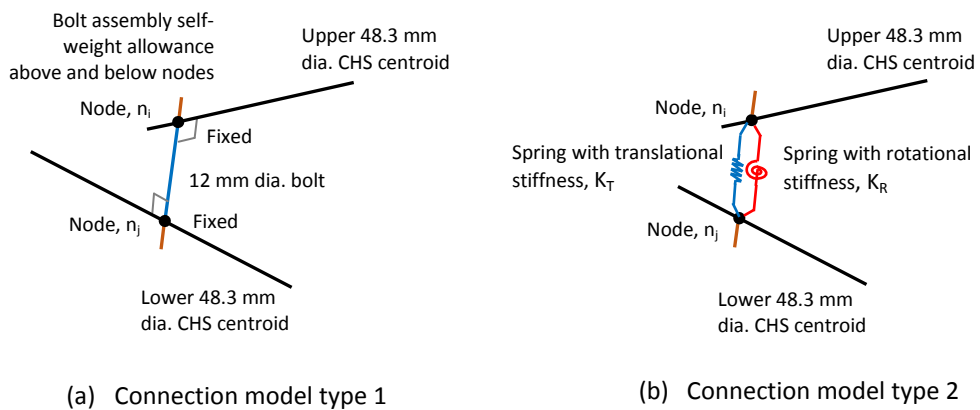 Bolt assembly self-
weight allowance
above and below nodes
Upper 48.3 mm
dia. CHS centroid
Node, nᵢ
Fixed
12 mm dia. bolt
Node, nⱼ
Fixed
Lower 48.3 mm
dia. CHS centroid
(a) Connection model type 1
Upper 48.3 mm
dia. CHS centroid
Node, nᵢ
Spring with translational
stiffness, K_T
Spring with rotational
stiffness, K_R
Node, nⱼ
Lower 48.3 mm
dia. CHS centroid
(b) Connection model type 2